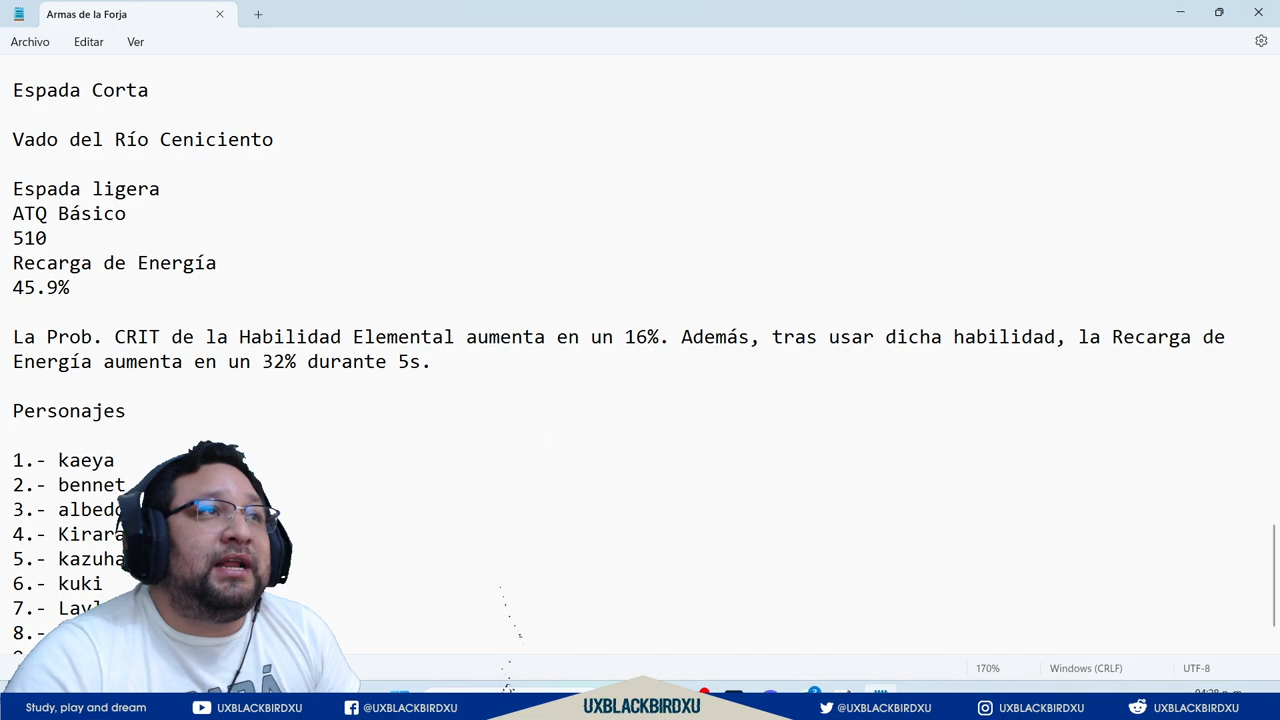 Armas de la Forja
Archivo Editar Ver
Espada Corta
Vado del Río Ceniciento
Espada ligera
ATQ Básico
510
Recarga de Energía
45.9%
La Prob. CRIT de la Habilidad Elemental aumenta en un 16%. Además, tras usar dicha habilidad, la Recarga de
Energía aumenta en un 32% durante 5s.
Personajes
1.- kaeya
2.- bennet
3.- albedo
4.- Kirara
5.- kazuha
6.- kuki
7.-
8.-
170% Windows (CRLF) UTF-8
Study, play and dream UXBLACKBIRDXU @UXBLACKBIRDXU UXBLACKBIRDXU @UXBLACKBIRDXU UXBLACKBIRDXU UXBLACKBIRDXU